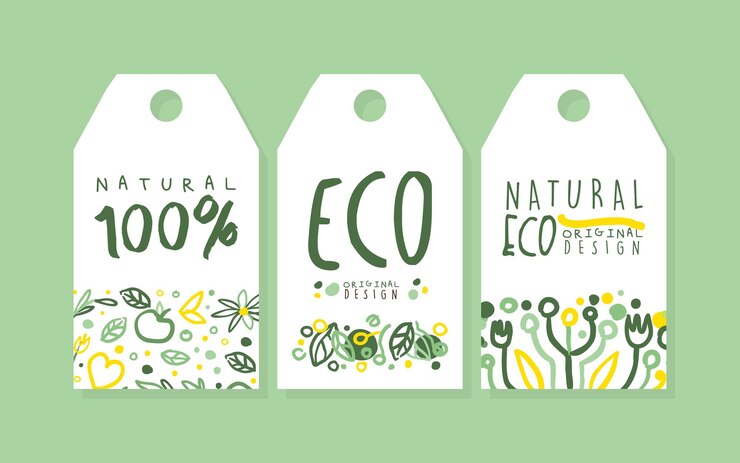 NATURAL
100%
ECO
ORIGINAL
DESIGN
NATURAL
ECO ORIGINAL
DESIGN